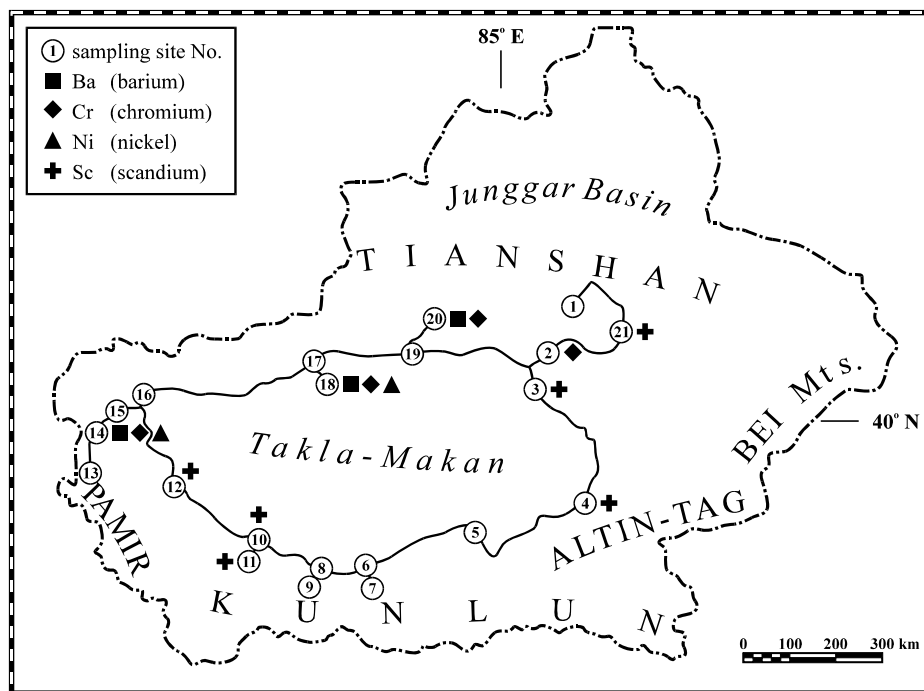 ① sampling site No.
■ Ba (barium)
◆ Cr (chromium)
▲ Ni (nickel)
✚ Sc (scandium)
85° E
Junggar Basin
TIANSHAN
1
20
21
2
19
17
18
3
16
15
14
13
12
BEI Mts.
40° N
Takla-Makan
PAMIR
4
5
ALTIN-TAG
10
11
8
9
6
7
KUNLUN
0 100 200 300 km